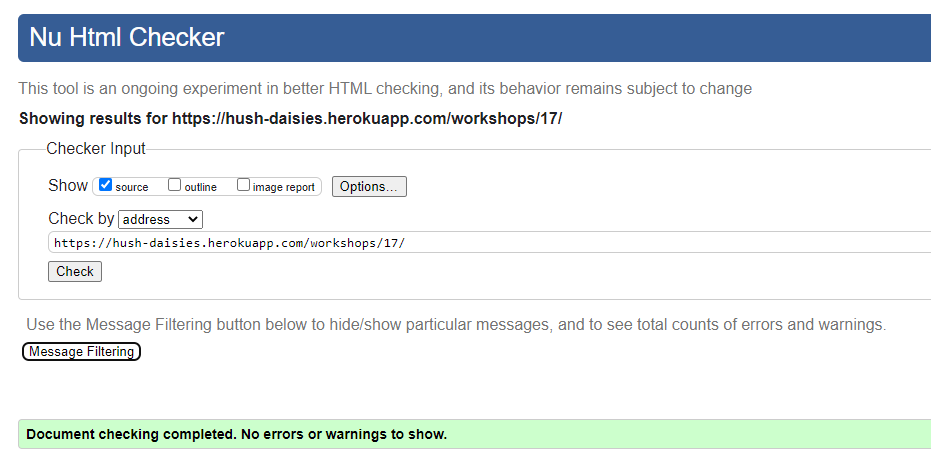 Nu Html Checker
This tool is an ongoing experiment in better HTML checking, and its behavior remains subject to change
Showing results for https://hush-daisies.herokuapp.com/workshops/17/
Checker Input
Show source outline image report Options...
Check by address
https://hush-daisies.herokuapp.com/workshops/17/
Check
Use the Message Filtering button below to hide/show particular messages, and to see total counts of errors and warnings.
Message Filtering
Document checking completed. No errors or warnings to show.